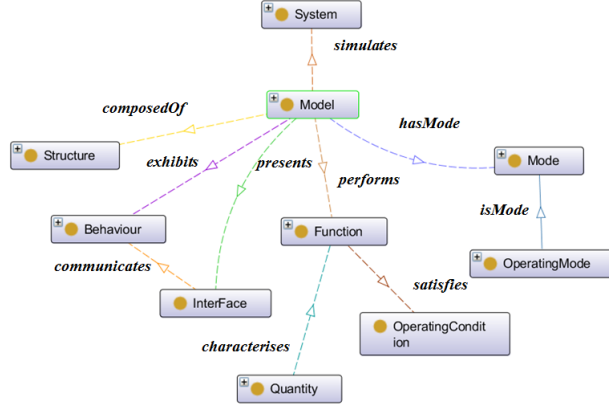 System
simulates
Model
composedOf
hasMode
Structure
exhibits
presents
Mode
performs
isMode
Behaviour
Function
communicates
OperatingMode
satisfies
InterFace
OperatingCondit
ion
characterises
Quantity